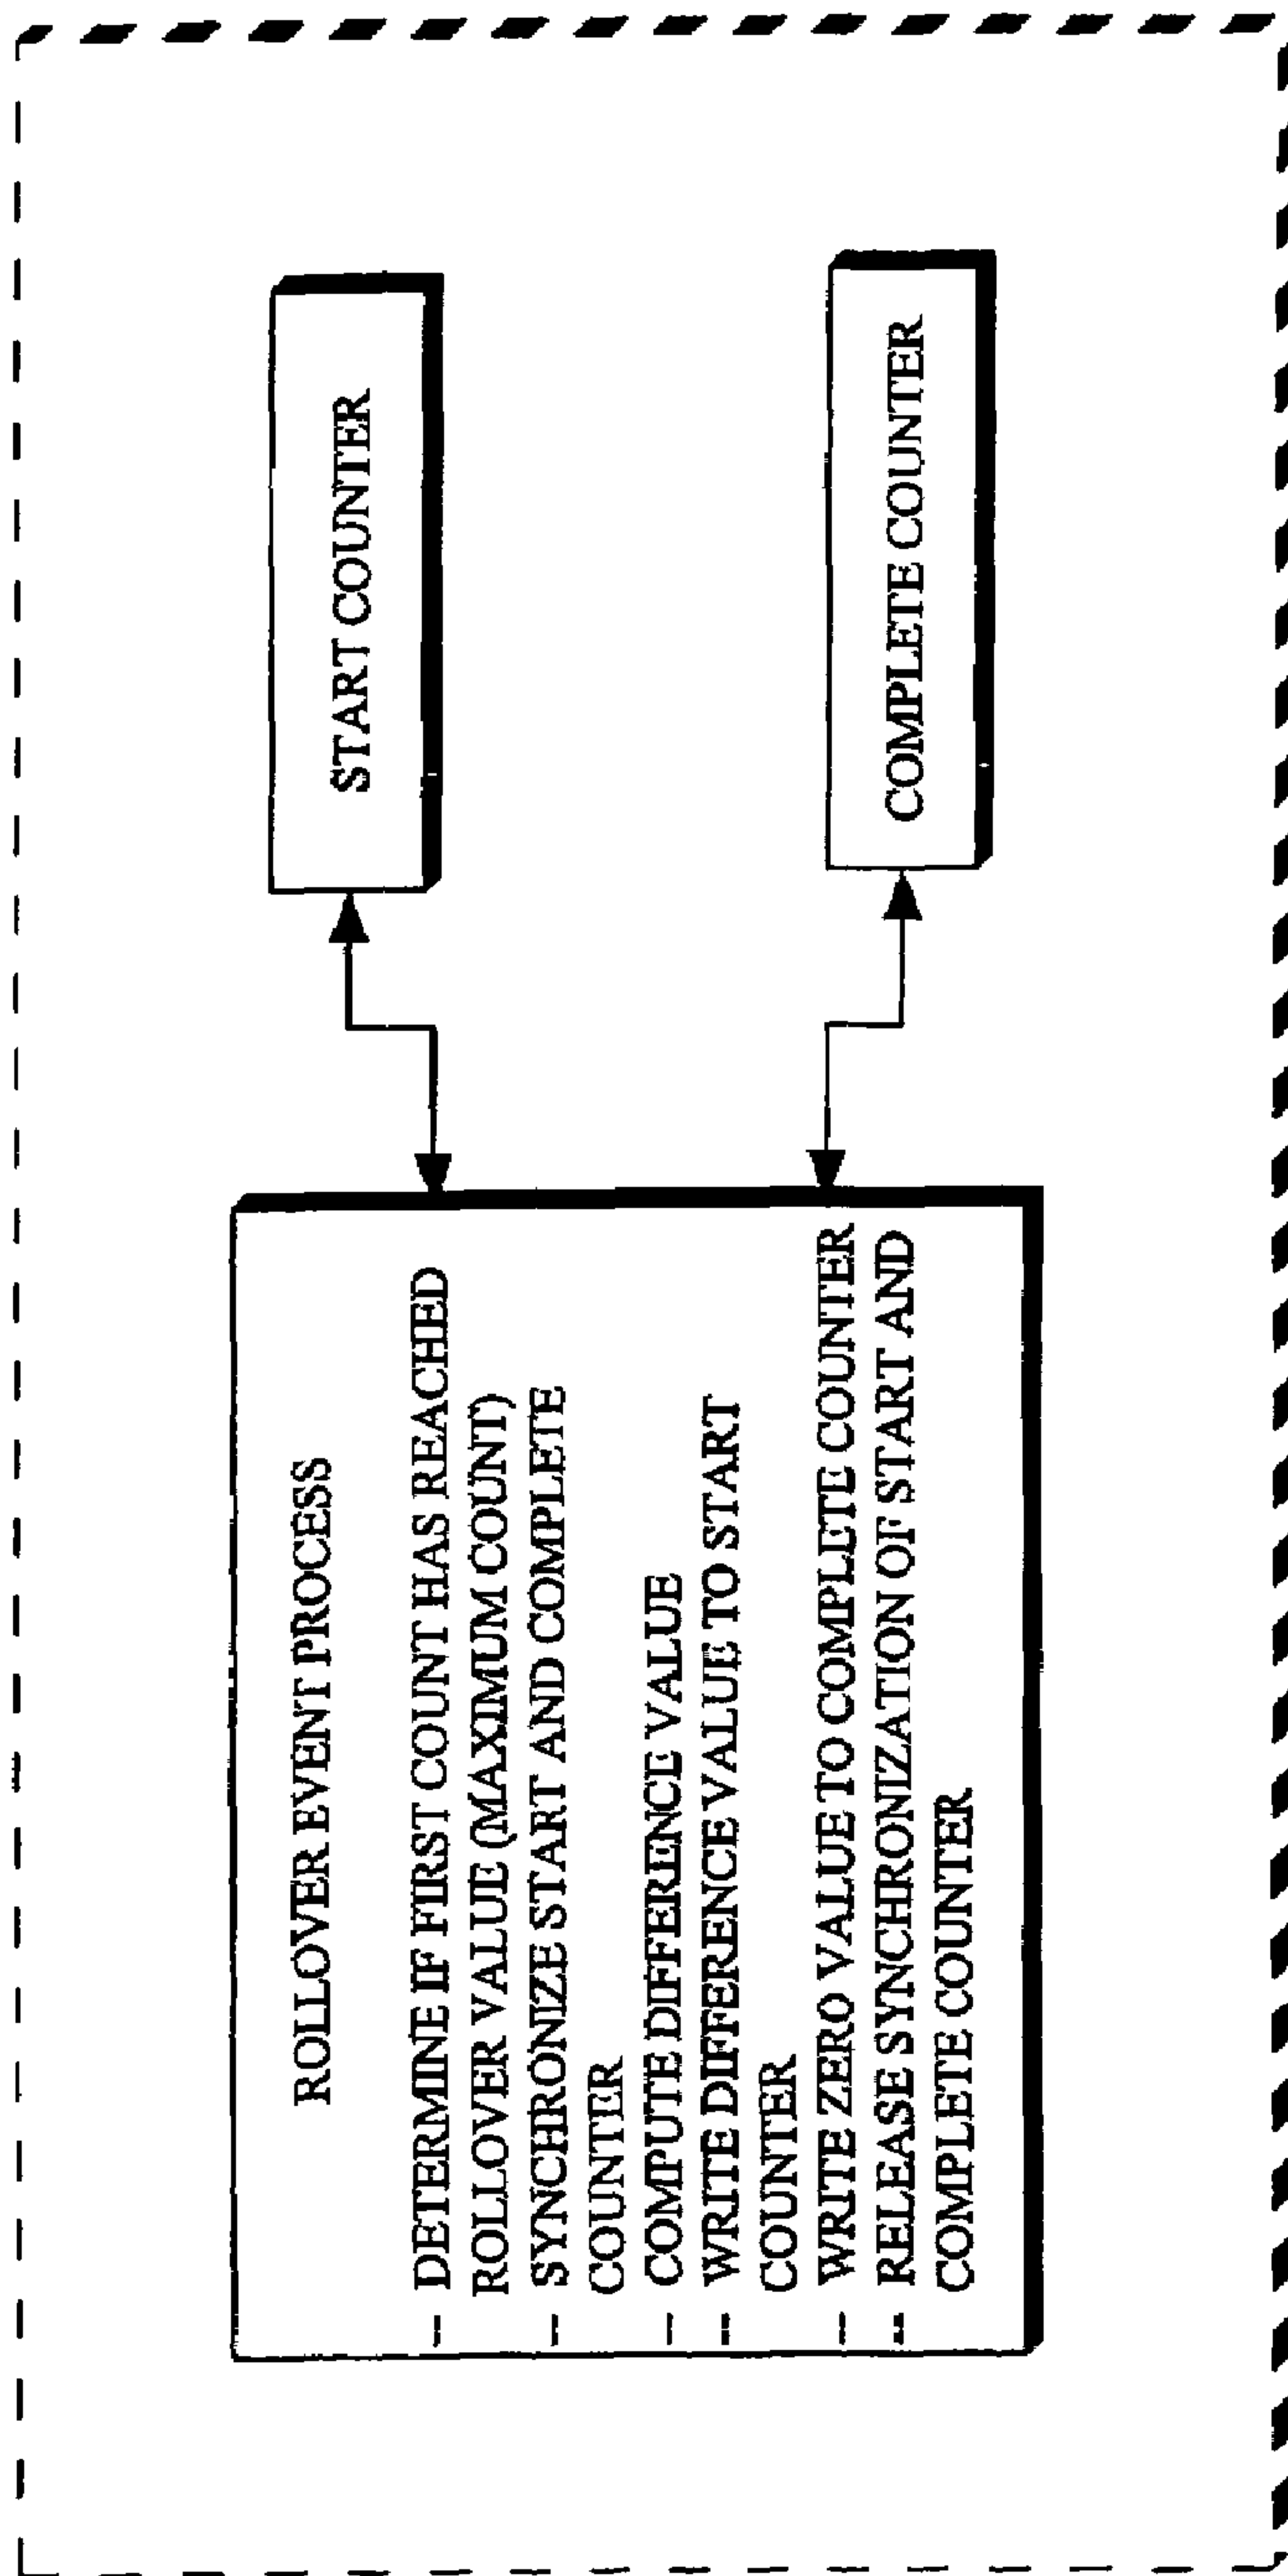 ROLLOVER EVENT PROCESS
-- DETERMINE IF FIRST COUNT HAS REACHED
ROLLOVER VALUE (MAXIMUM COUNT)
-- SYNCHRONIZE START AND COMPLETE
COUNTER
-- COMPUTE DIFFERENCE VALUE
-- WRITE DIFFERENCE VALUE TO START
COUNTER
-- WRITE ZERO VALUE TO COMPLETE COUNTER
-- RELEASE SYNCHRONIZATION OF START AND
COMPLETE COUNTER
START COUNTER
COMPLETE COUNTER